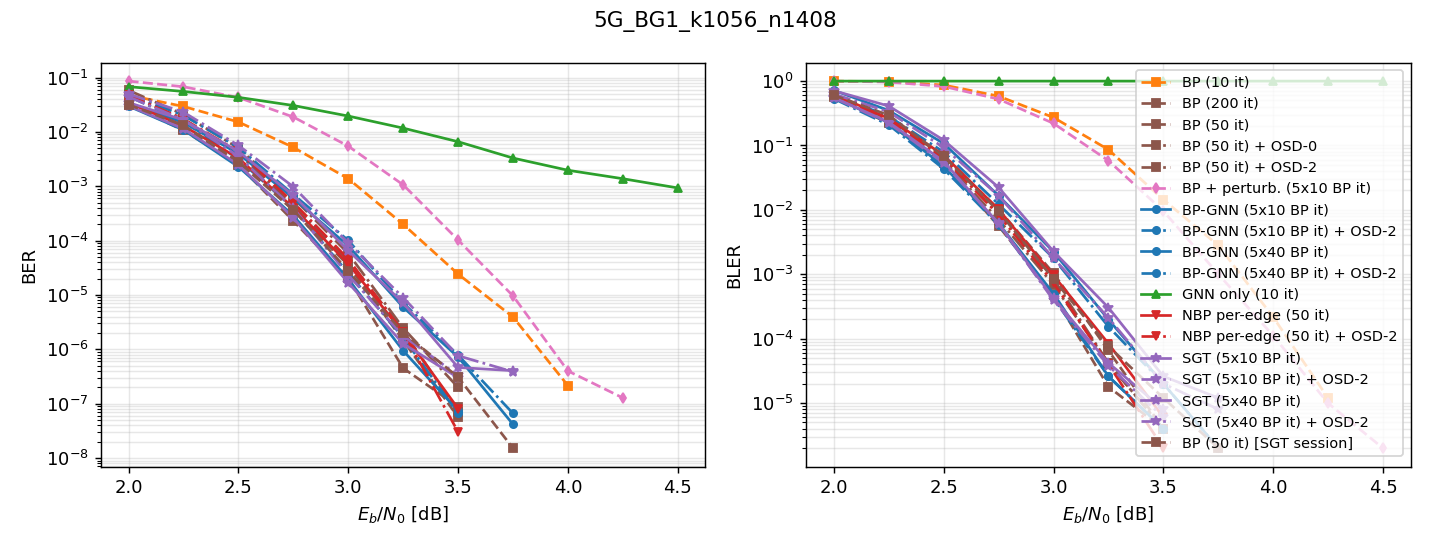 5G_BG1_k1056_n1408
10⁻¹
10⁻²
10⁻³
10⁻⁴
10⁻⁵
10⁻⁶
10⁻⁷
10⁻⁸
BER
2.0 2.5 3.0 3.5 4.0 4.5
E_b/N_0 [dB]
10⁰
10⁻¹
10⁻²
10⁻³
10⁻⁴
10⁻⁵
BLER
2.0 2.5 3.0 3.5 4.0 4.5
E_b/N_0 [dB]
BP (10 it)
BP (200 it)
BP (50 it)
BP (50 it) + OSD-0
BP (50 it) + OSD-2
BP + perturb. (5x10 BP it)
BP-GNN (5x10 BP it)
BP-GNN (5x10 BP it) + OSD-2
BP-GNN (5x40 BP it)
BP-GNN (5x40 BP it) + OSD-2
GNN only (10 it)
NBP per-edge (50 it)
NBP per-edge (50 it) + OSD-2
SGT (5x10 BP it)
SGT (5x10 BP it) + OSD-2
SGT (5x40 BP it)
SGT (5x40 BP it) + OSD-2
BP (50 it) [SGT session]